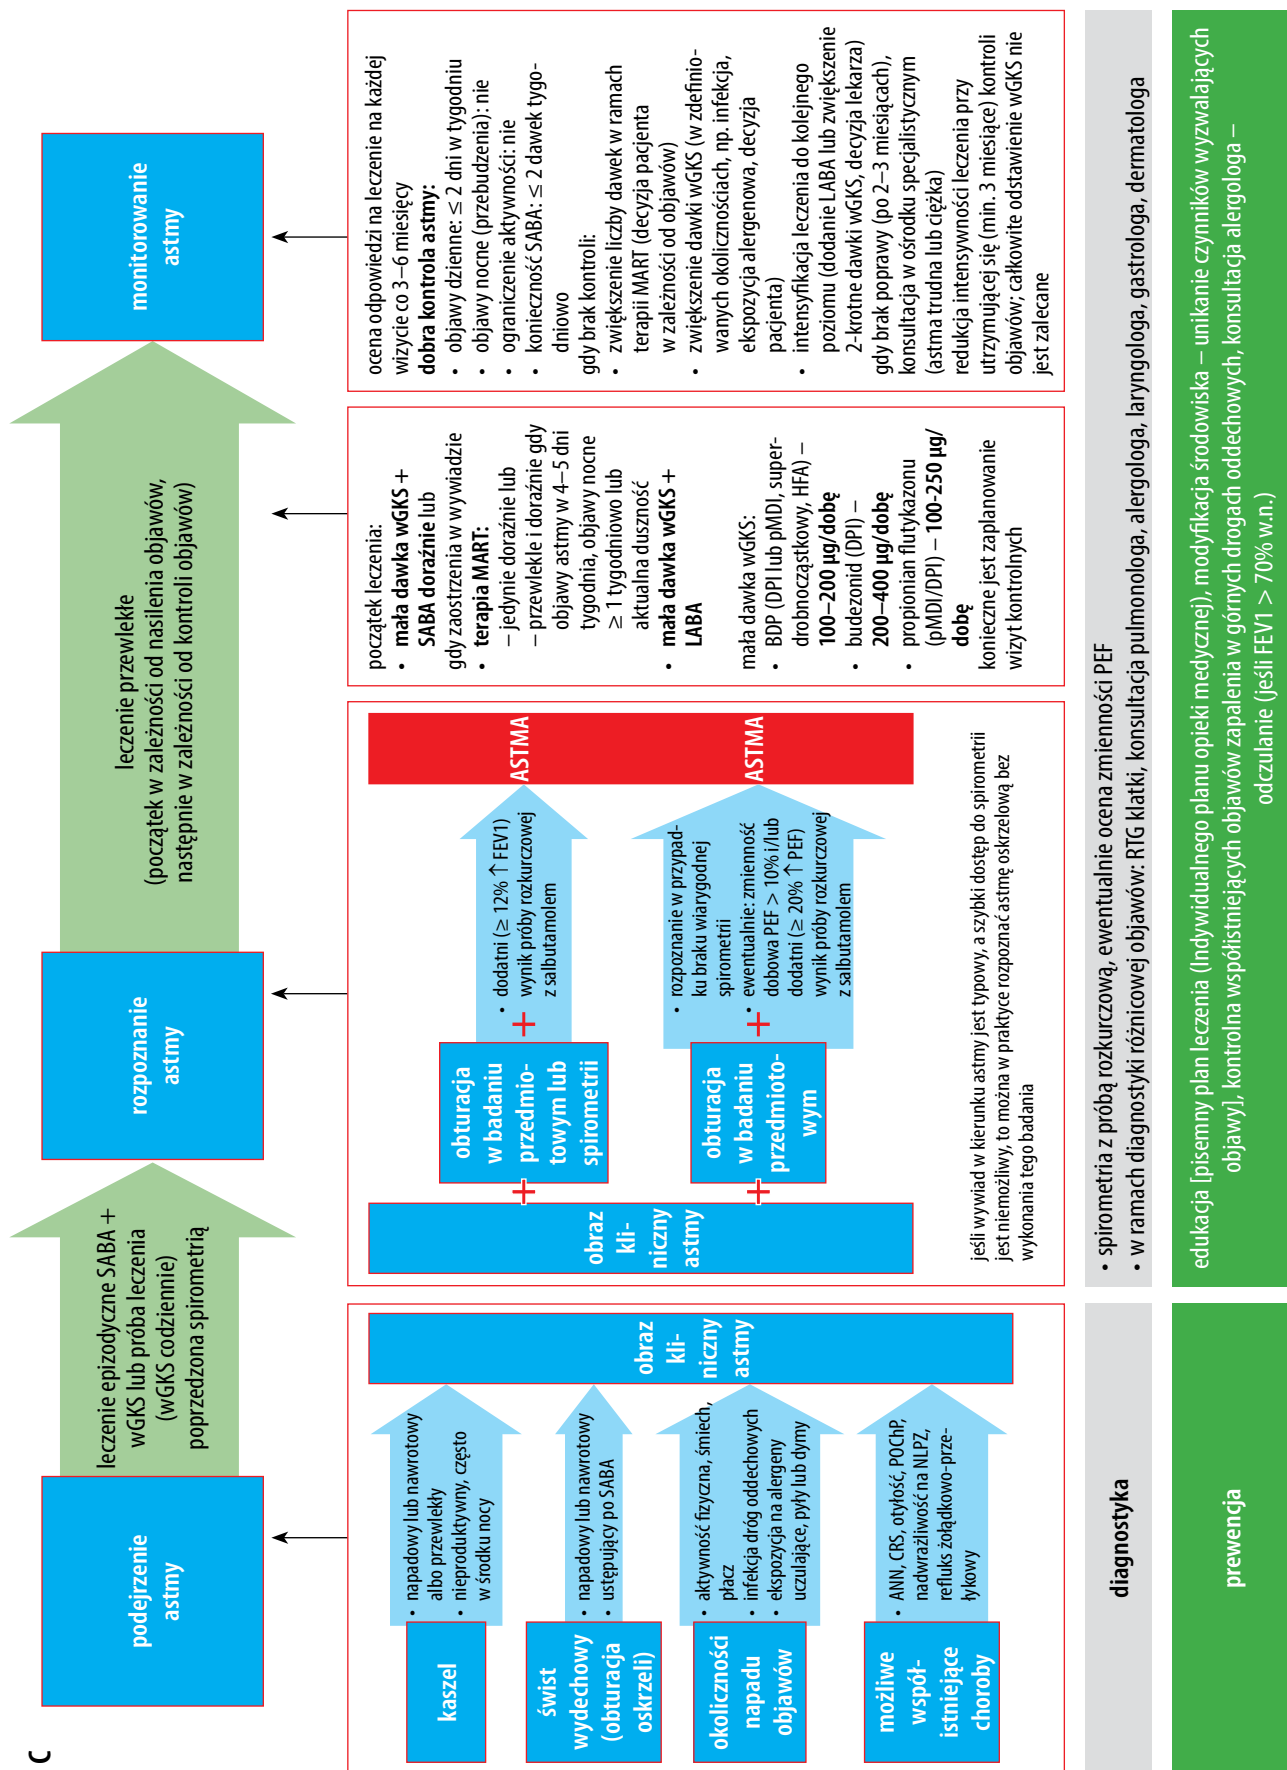 C
podejrzenie
astmy
leczenie epizodyczne SABA +
wGKS lub próba leczenia
(wGKS codziennie)
poprzedzona spirometrią
rozpoznanie
astmy
leczenie przewlekłe
(początek w zależności od nasilenia objawów,
następnie w zależności od kontroli objawów)
monitorowanie
astmy
kaszel
• napadowy lub nawrotowy
albo przewlekły
• nieproduktywny, często
w środku nocy
świst
wydechowy
(obturacja
oskrzeli)
• napadowy lub nawrotowy
• ustępujący po SABA
okoliczności
napadu
objawów
• aktywność fizyczna, śmiech,
płacz
• infekcja dróg oddechowych
• ekspozycja na alergeny
uczulające, pyły lub dymy
możliwe
współ-
istniejące
choroby
• ANN, CRS, otyłość, POChP,
nadwrażliwość na NLPZ,
refluks żołądkowo-prze-
łykowy
obraz
kli-
niczny
astmy
obraz
kli-
niczny
astmy
+
obturacja
w badaniu
przedmio-
towym lub
spirometrii
+
• dodatni (≥ 12% ↑ FEV1)
wynik próby rozkurczowej
z salbutamolem
ASTMA
+
obturacja
w badaniu
przedmioto-
wym
+
• rozpoznanie w przypad-
ku braku wiarygodnej
spirometrii
• ewentualnie: zmienność
dobowa PEF > 10% i/lub
dodatni (≥ 20% ↑ PEF)
wynik próby rozkurczowej
z salbutamolem
ASTMA
jeśli wywiad w kierunku astmy jest typowy, a szybki dostęp do spirometrii
jest niemożliwy, to można w praktyce rozpoznać astmę oskrzelową bez
wykonania tego badania
początek leczenia:
• mała dawka wGKS +
SABA doraźnie lub
gdy zaostrzenia w wywiadzie
• terapia MART:
– jedynie doraźnie lub
– przewlekle i doraźnie gdy
objawy astmy w 4–5 dni
tygodnia, objawy nocne
≥ 1 tygodniowo lub
aktualna duszność
• mała dawka wGKS +
LABA
mała dawka wGKS:
• BDP (DPI lub pMDI, super-
drobnocząstkowy, HFA) –
100–200 µg/dobę
• budezonid (DPI) –
200–400 µg/dobę
• propionian flutykazonu
(pMDI/DPI) – 100-250 µg/
dobę
konieczne jest zaplanowanie
wizyt kontrolnych
ocena odpowiedzi na leczenie na każdej
wizycie co 3–6 miesięcy
dobra kontrola astmy:
• objawy dzienne: ≤ 2 dni w tygodniu
• objawy nocne (przebudzenia): nie
• ograniczenie aktywności: nie
• konieczność SABA: ≤ 2 dawek tygo-
dniowo
gdy brak kontroli:
• zwiększenie liczby dawek w ramach
terapii MART (decyzja pacjenta
w zależności od objawów)
• zwiększenie dawki wGKS (w zdefinio-
wanych okolicznościach, np. infekcja,
ekspozycja alergenowa, decyzja
pacjenta)
• intensyfikacja leczenia do kolejnego
poziomu (dodanie LABA lub zwiększenie
2-krotne dawki wGKS, decyzja lekarza)
gdy brak poprawy (po 2–3 miesiącach),
konsultacja w ośrodku specjalistycznym
(astma trudna lub ciężka)
redukcja intensywności leczenia przy
utrzymującej się (min. 3 miesiące) kontroli
objawów; całkowite odstawienie wGKS nie
jest zalecane
diagnostyka
• spirometria z próbą rozkurczową, ewentualnie ocena zmienności PEF
• w ramach diagnostyki różnicowej objawów: RTG klatki, konsultacja pulmonologa, alergologa, laryngologa, gastrologa, dermatologa
prewencja
edukacja [pisemny plan leczenia (Indywidualnego planu opieki medycznej), modyfikacja środowiska – unikanie czynników wyzwalających
objawy], kontrolna współistniejących objawów zapalenia w górnych drogach oddechowych, konsultacja alergologa –
odczulanie (jeśli FEV1 > 70% w.n.)